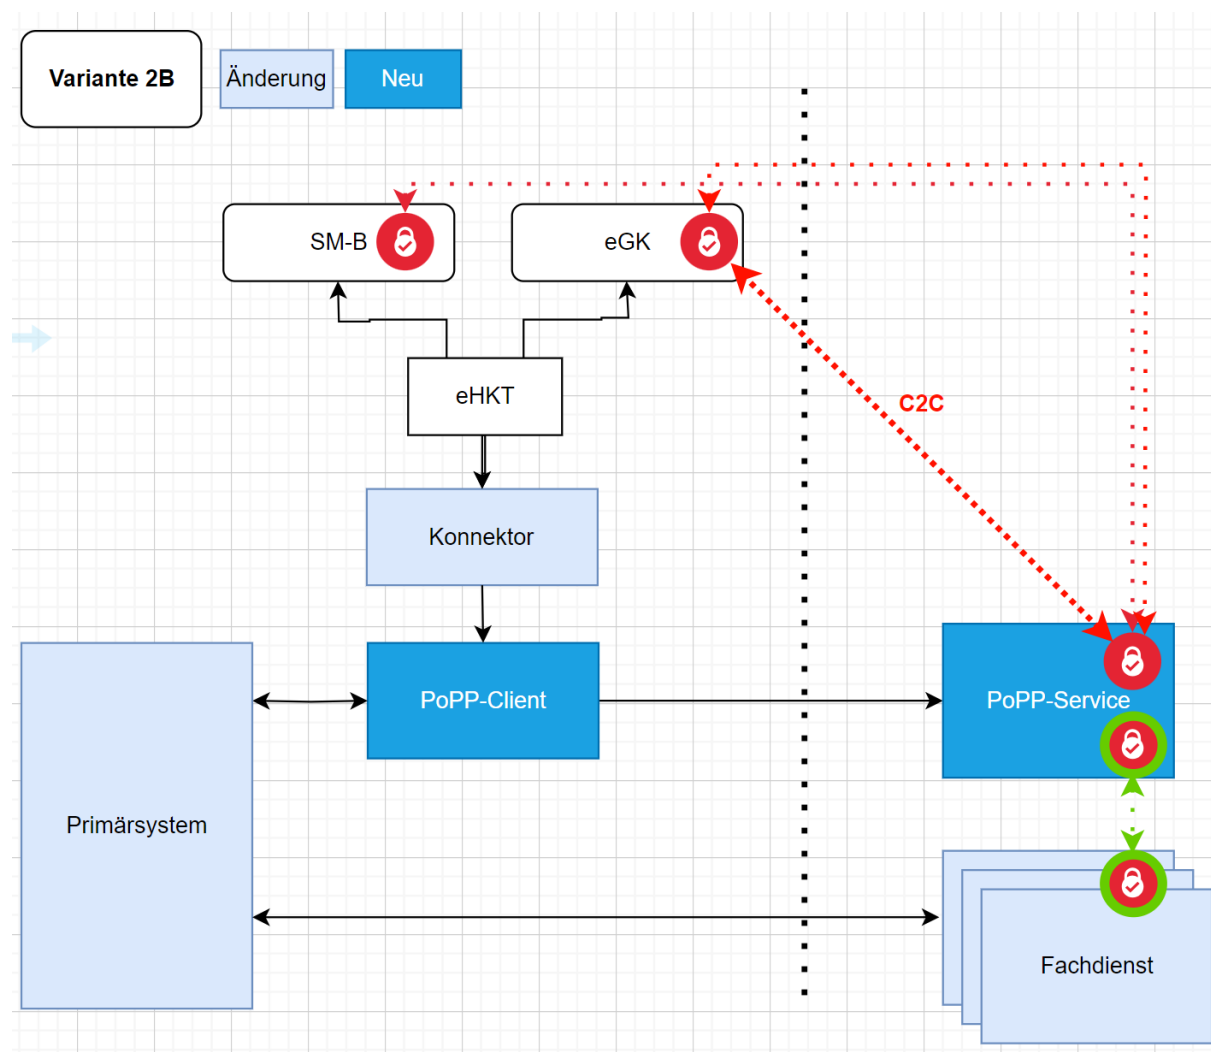 Variante 2B
Änderung
Neu
SM-B
eGK
eHKT
C2C
Konnektor
PoPP-Client
PoPP-Service
Primärsystem
Fachdienst